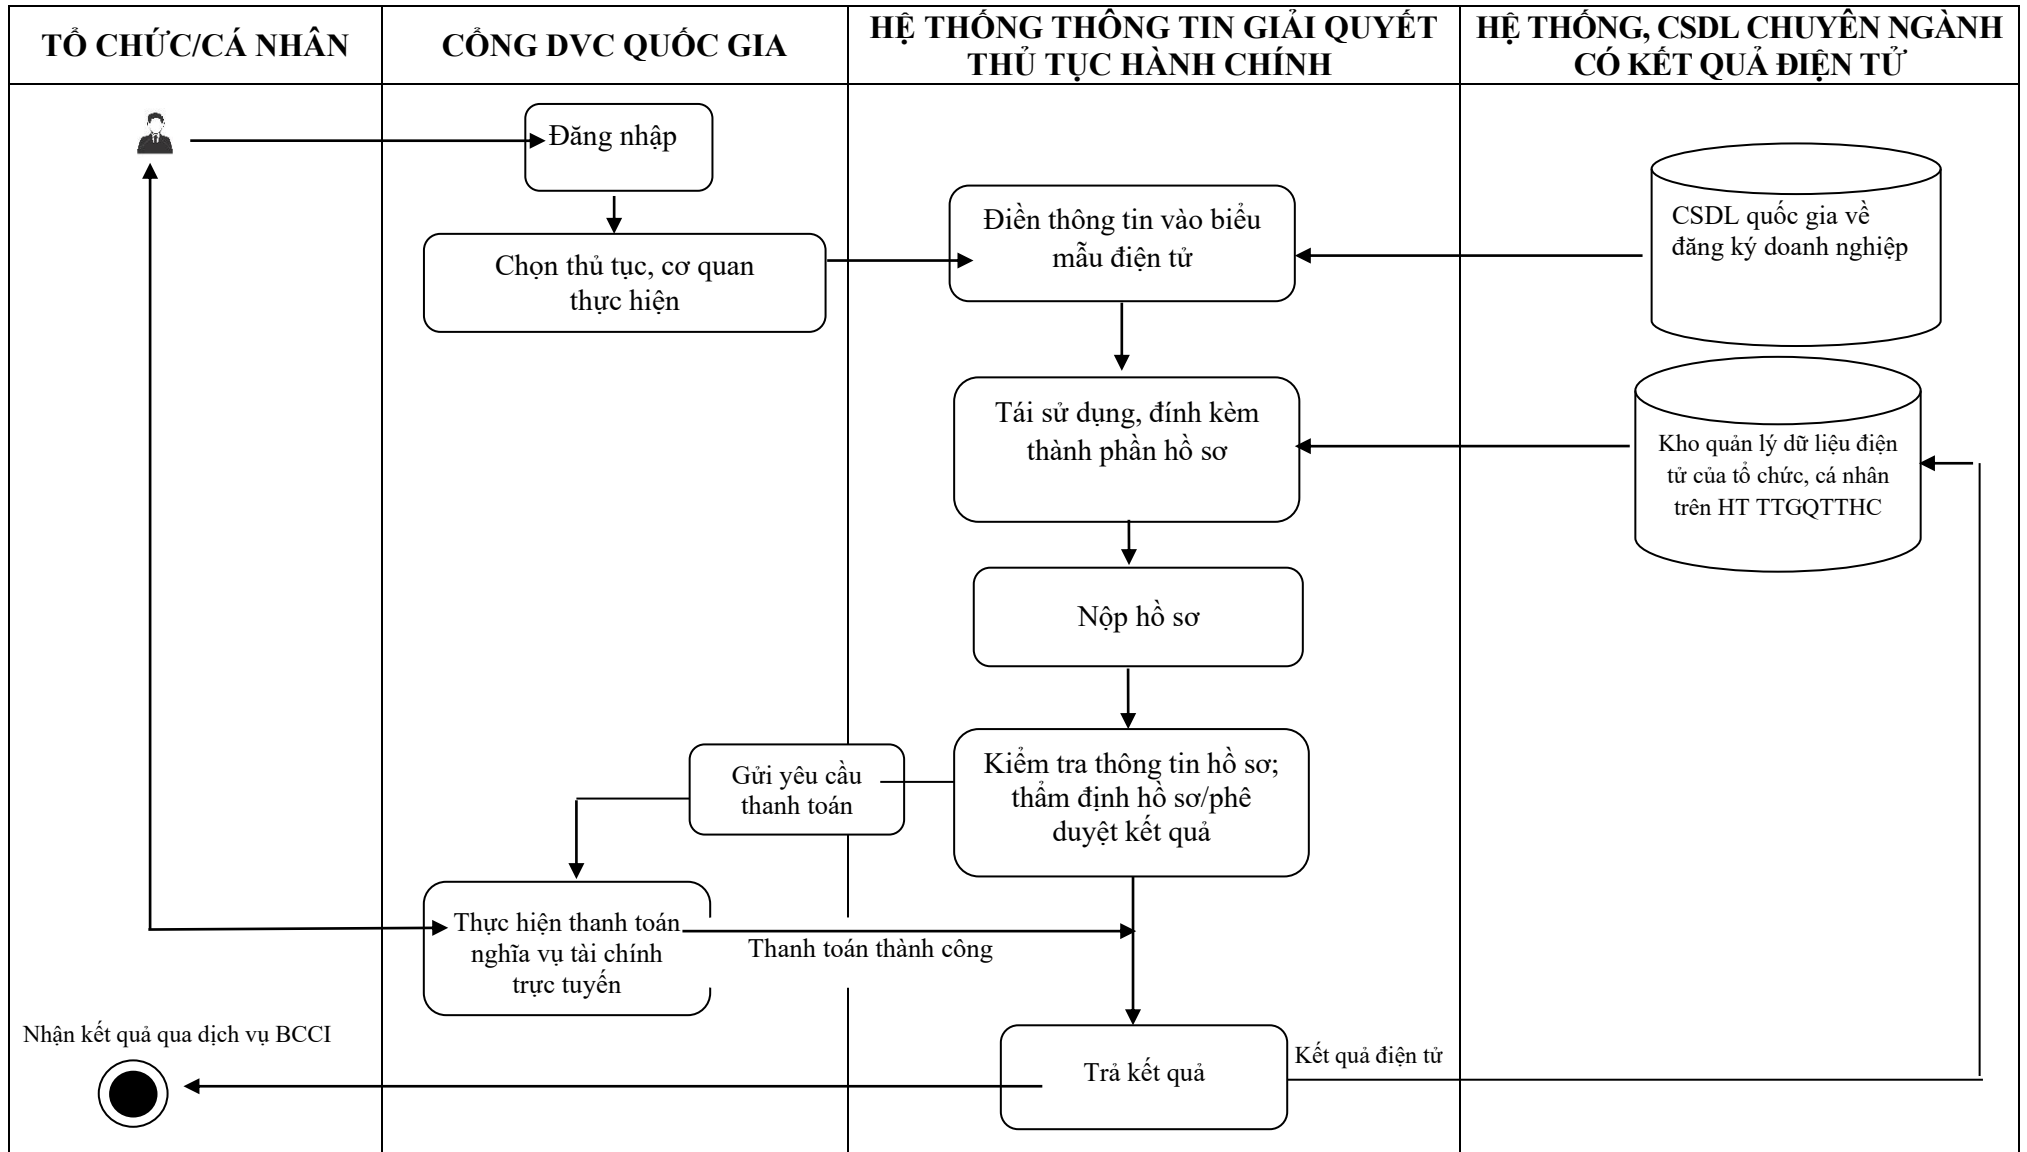 TỔ CHỨC/CÁ NHÂN
CỔNG DVC QUỐC GIA
HỆ THỐNG THÔNG TIN GIẢI QUYẾT
THỦ TỤC HÀNH CHÍNH
HỆ THỐNG, CSDL CHUYÊN NGÀNH
CÓ KẾT QUẢ ĐIỆN TỬ
Đăng nhập
Chọn thủ tục, cơ quan
thực hiện
Điền thông tin vào biểu
mẫu điện tử
CSDL quốc gia về
đăng ký doanh nghiệp
Tái sử dụng, đính kèm
thành phần hồ sơ
Kho quản lý dữ liệu điện
tử của tổ chức, cá nhân
trên HT TTGQTTHC
Nộp hồ sơ
Kiểm tra thông tin hồ sơ;
thẩm định hồ sơ/phê
duyệt kết quả
Gửi yêu cầu
thanh toán
Thực hiện thanh toán
nghĩa vụ tài chính
trực tuyến
Thanh toán thành công
Nhận kết quả qua dịch vụ BCCI
Trả kết quả
Kết quả điện tử